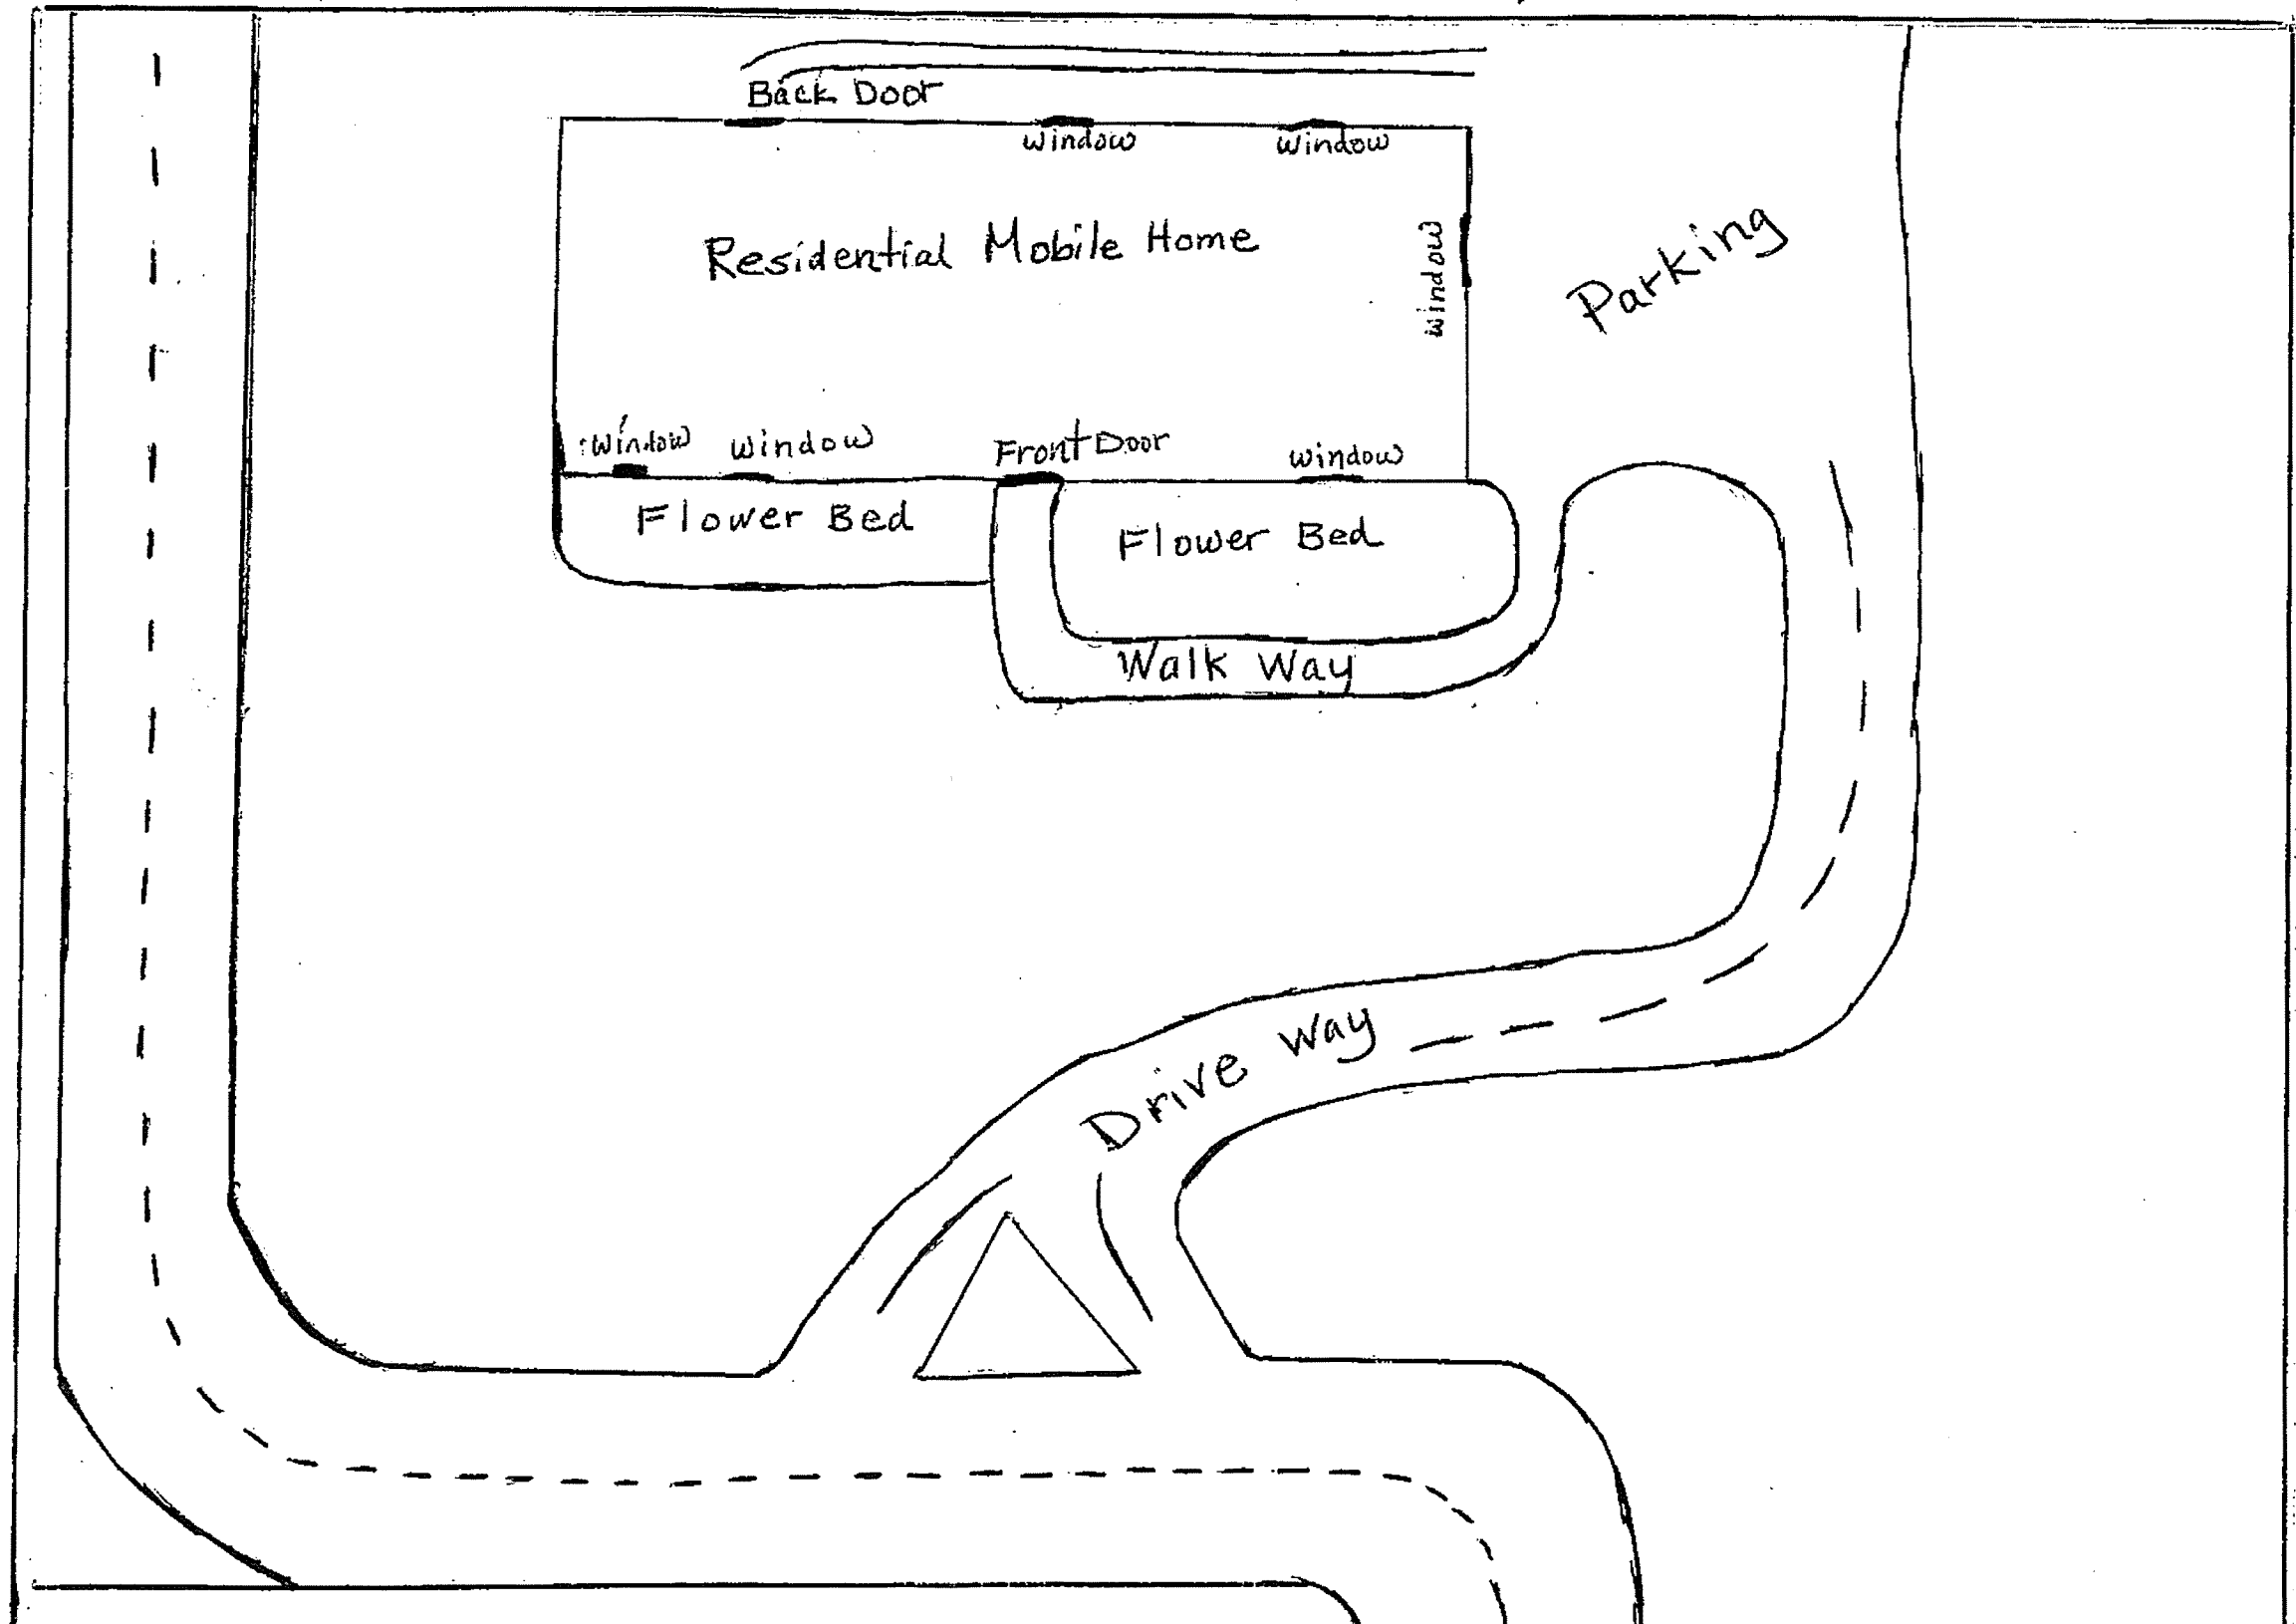 Back Door
window
window
Residential Mobile Home
window
Parking
window
window
Front Door
window
Flower Bed
Flower Bed
Walk Way
Drive Way